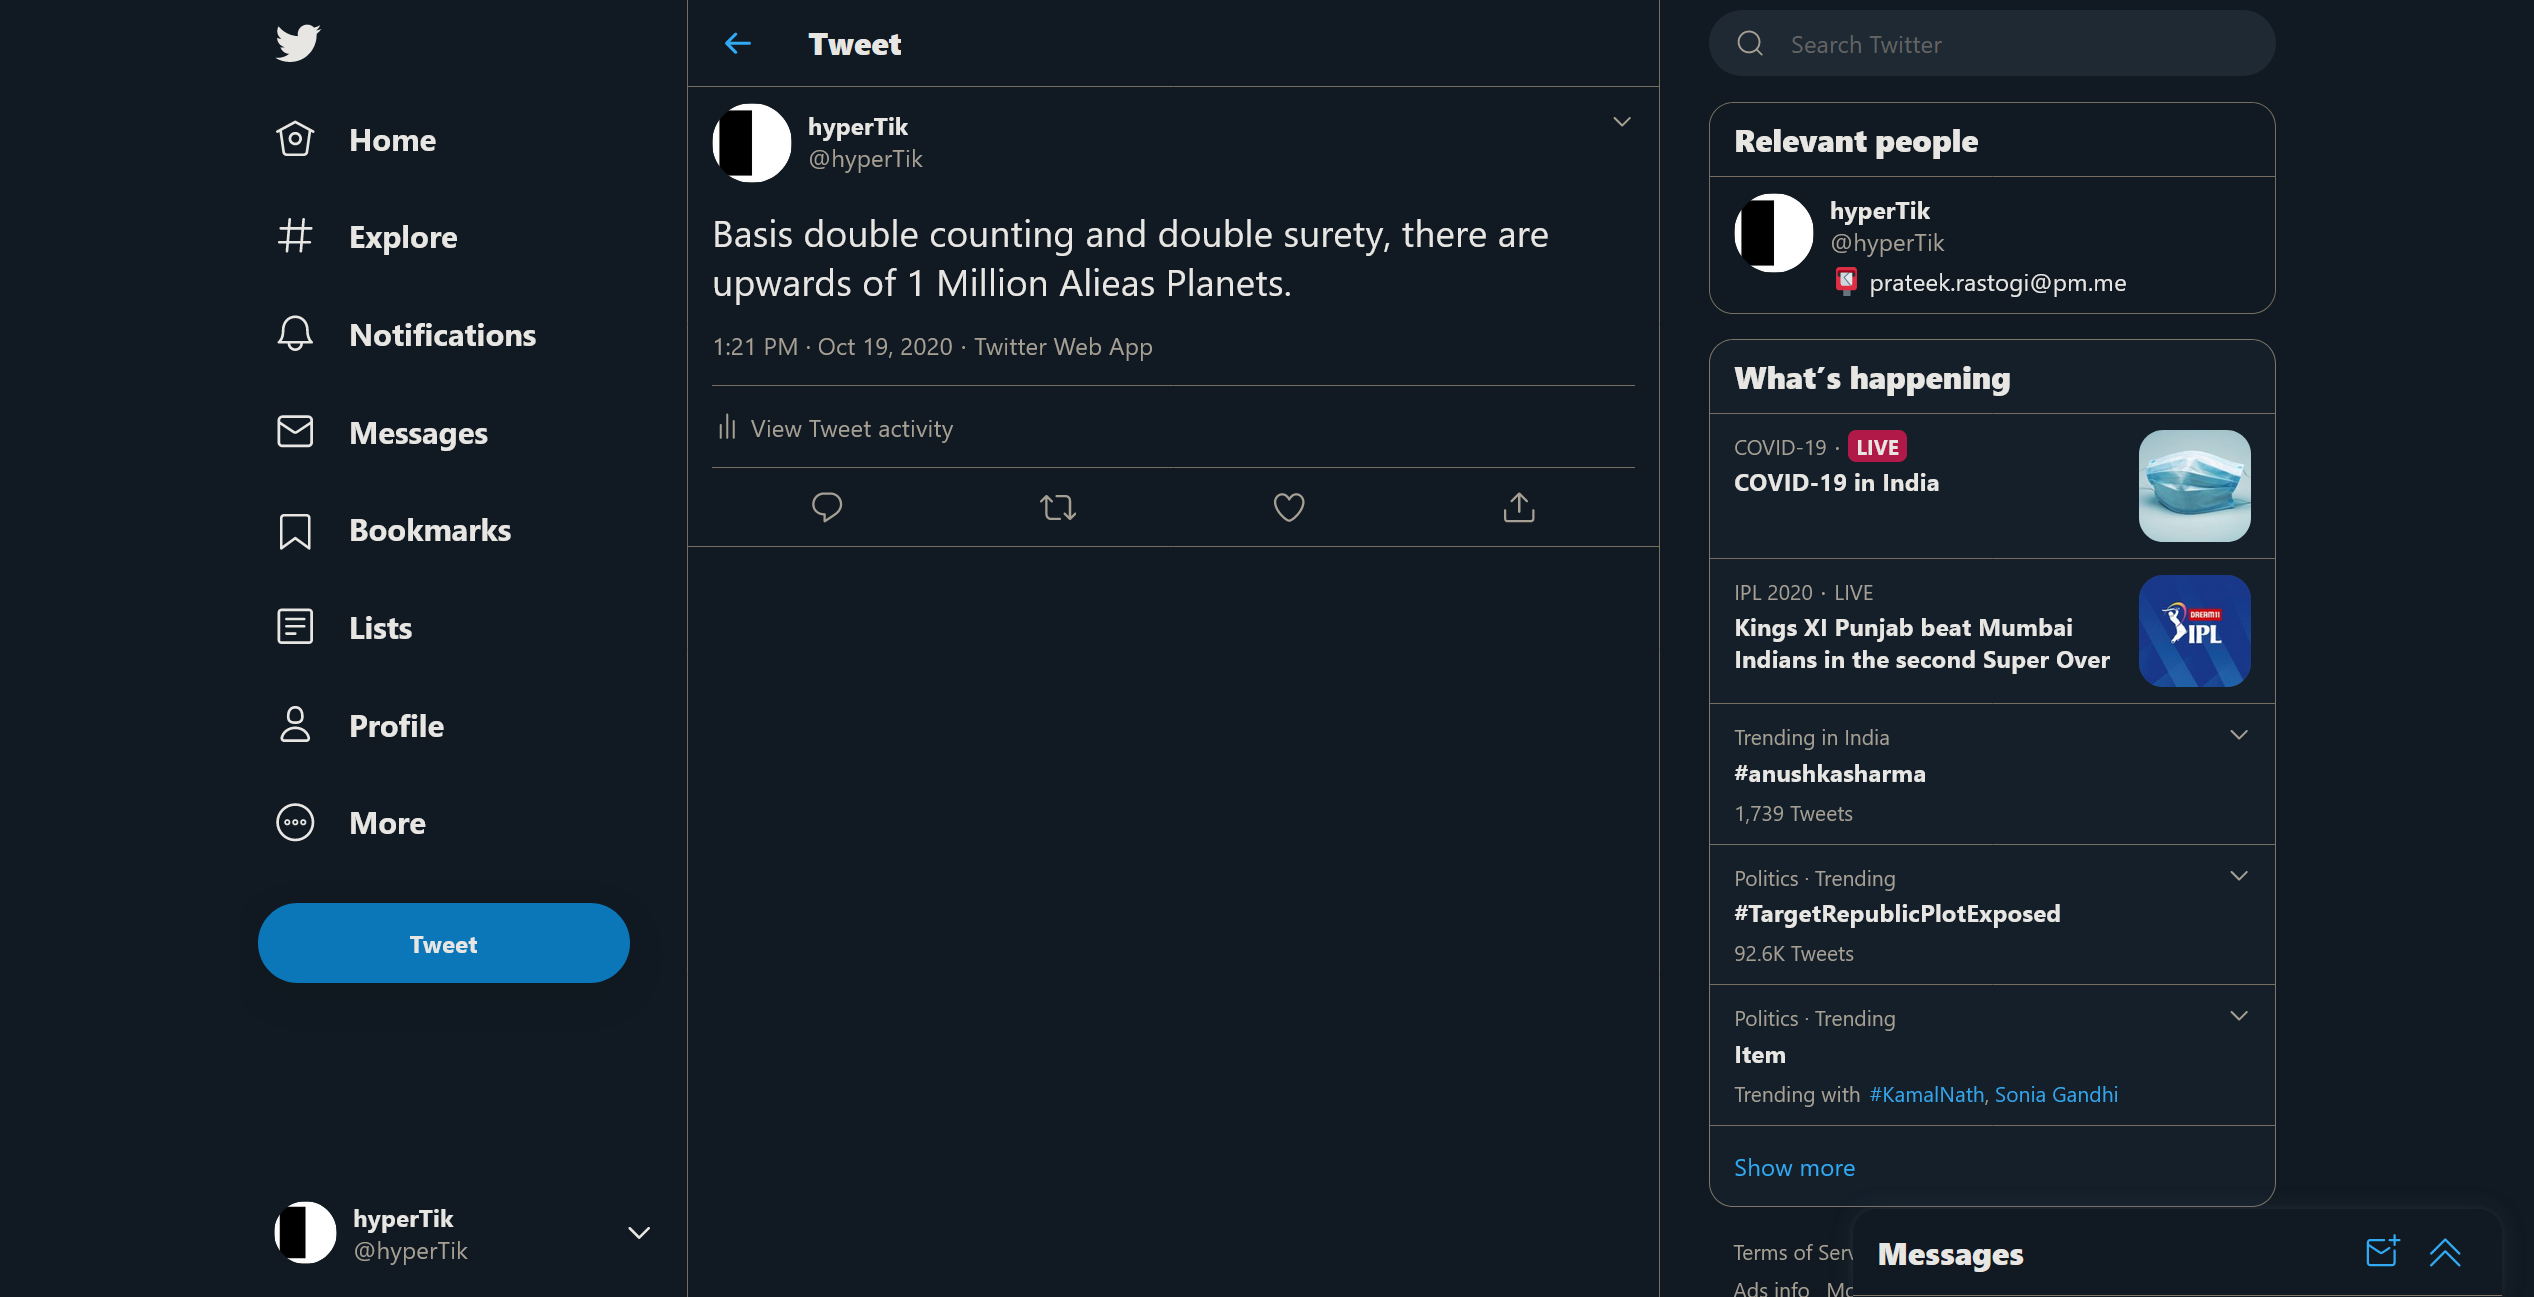 Home
Explore
Notifications
Messages
Bookmarks
Lists
Profile
More
Tweet
hyperTik
@hyperTik
Tweet
hyperTik
@hyperTik
Basis double counting and double surety, there are
upwards of 1 Million Alieas Planets.
1:21 PM · Oct 19, 2020 · Twitter Web App
View Tweet activity
Search Twitter
Relevant people
hyperTik
@hyperTik
prateek.rastogi@pm.me
What's happening
COVID-19 · LIVE
COVID-19 in India
IPL 2020 · LIVE
Kings XI Punjab beat Mumbai
Indians in the second Super Over
DREAM11
IPL
Trending in India
#anushkasharma
1,739 Tweets
Politics · Trending
#TargetRepublicPlotExposed
92.6K Tweets
Politics · Trending
Item
Trending with #KamalNath, Sonia Gandhi
Show more
Terms of
Ads info
Messages